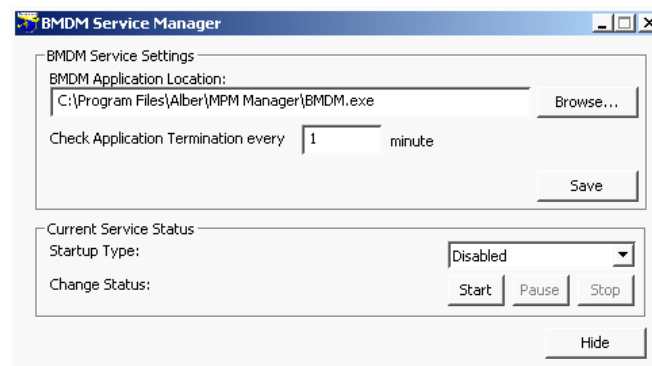 BMDM Service Manager
BMDM Service Settings
BMDM Application Location:
C:\Program Files\Alber\MPM Manager\BMDM.exe Browse...
Check Application Termination every 1 minute
Save
Current Service Status
Startup Type: Disabled
Change Status: Start Pause Stop
Hide